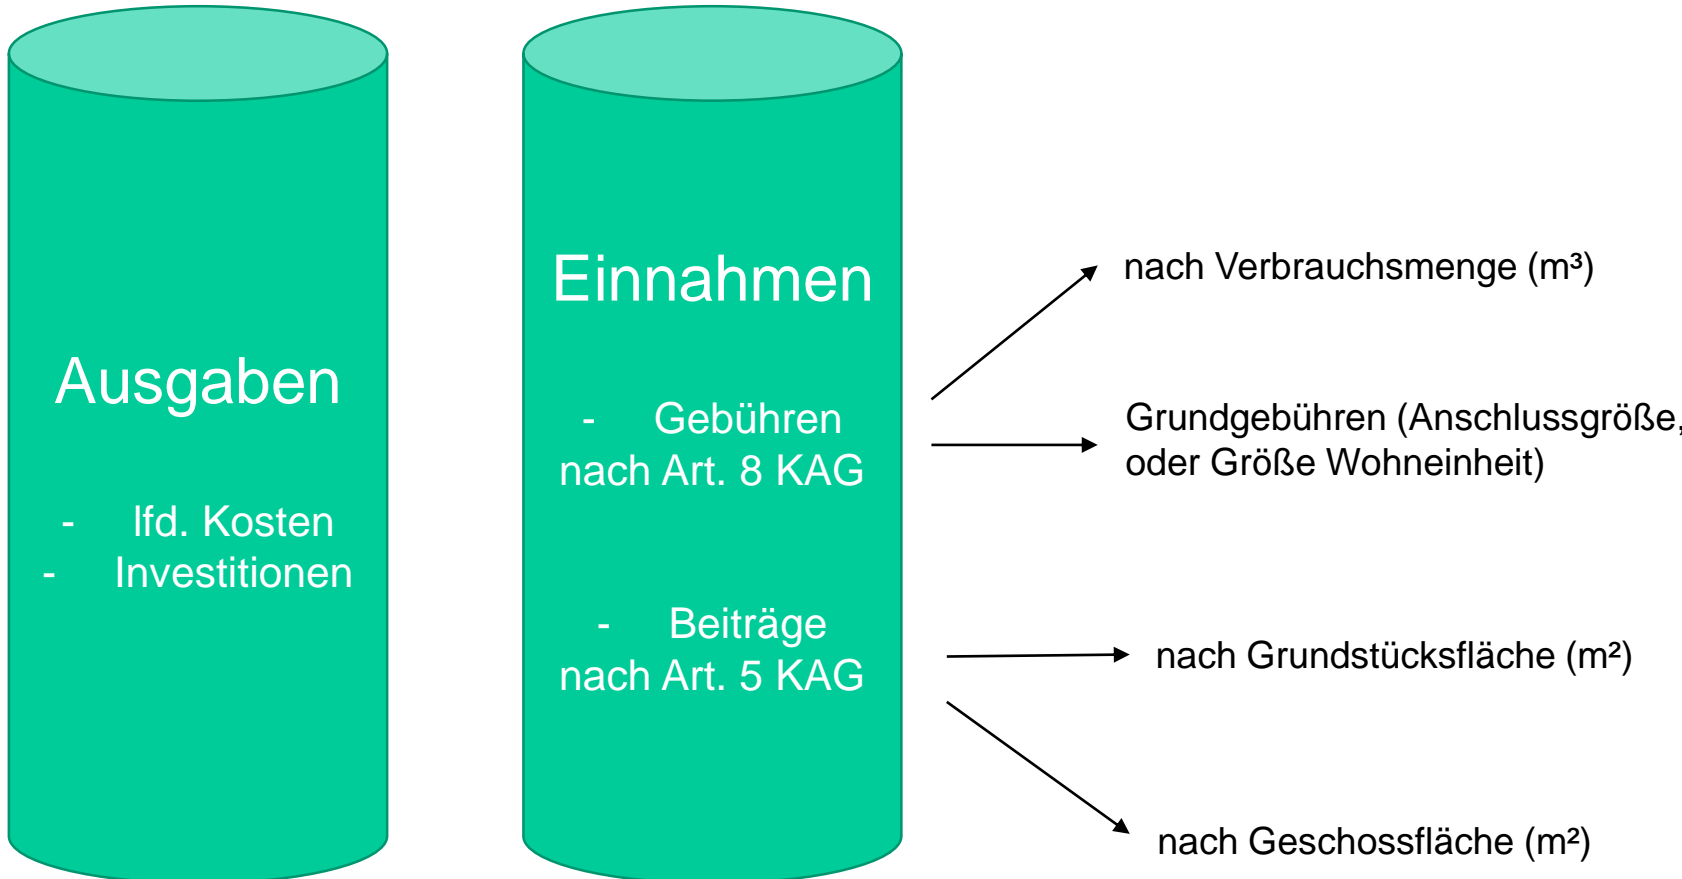 Ausgaben
- lfd. Kosten
- Investitionen
Einnahmen
- Gebühren
nach Art. 8 KAG
- Beiträge
nach Art. 5 KAG
nach Verbrauchsmenge (m³)
Grundgebühren (Anschlussgröße,
oder Größe Wohneinheit)
nach Grundstücksfläche (m²)
nach Geschossfläche (m²)